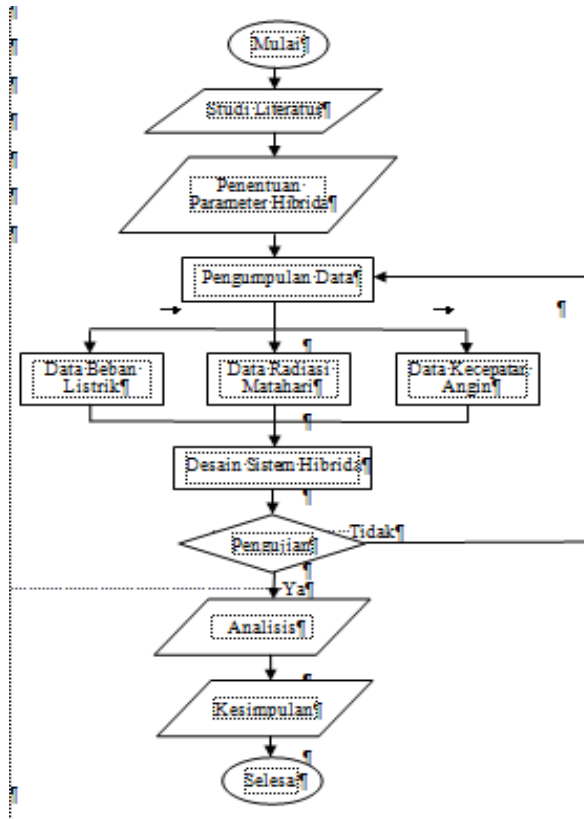 Mulai
Studi Literatur
Penentuan
Parameter Hibrida
Pengumpulan Data
Data Beban
Listrik
Data Radiasi
Matahari
Data Kecepatan
Angin
Desain Sistem Hibrida
Pengujian
Tidak
Ya
Analisis
Kesimpulan
Selesai